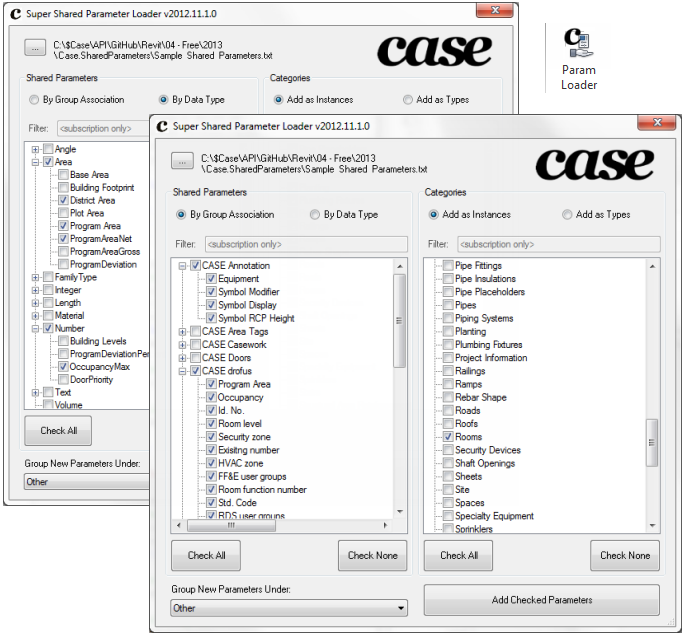 c Super Shared Parameter Loader v2012.11.1.0
... C:\$Case\API\GitHub\Revit\04 - Free\2013
\Case.SharedParameters\Sample Shared Parameters.txt
case
Shared Parameters
By Group Association
By Data Type
Filter: <subscription only>
Angle
Area
Base Area
Building Footprint
District Area
Plot Area
Program Area
ProgramAreaNet
ProgramAreaGross
ProgramDeviation
FamilyType
Integer
Length
Material
Number
Building Levels
ProgramDeviationPer
OccupancyMax
DoorPriority
Text
Volume
Check All
Group New Parameters Under:
Other
Categories
Add as Instances
Add as Types
c
Param
Loader
c Super Shared Parameter Loader v2012.11.1.0
... C:\$Case\API\GitHub\Revit\04 - Free\2013
\Case.SharedParameters\Sample Shared Parameters.txt
case
Shared Parameters
By Group Association
By Data Type
Filter: <subscription only>
CASE Annotation
Equipment
Symbol Modifier
Symbol Display
Symbol RCP Height
CASE Area Tags
CASE Casework
CASE Doors
CASE drofus
Program Area
Occupancy
Id. No.
Room level
Security zone
Exisitng number
HVAC zone
FF&E user groups
Room function number
Std. Code
RDS user groups
Check All
Check None
Group New Parameters Under:
Other
Categories
Add as Instances
Add as Types
Filter: <subscription only>
Pipe Fittings
Pipe Insulations
Pipe Placeholders
Pipes
Piping Systems
Planting
Plumbing Fixtures
Project Information
Railings
Ramps
Rebar Shape
Roads
Roofs
Rooms
Security Devices
Shaft Openings
Sheets
Site
Spaces
Specialty Equipment
Sprinklers
Check All
Check None
Add Checked Parameters